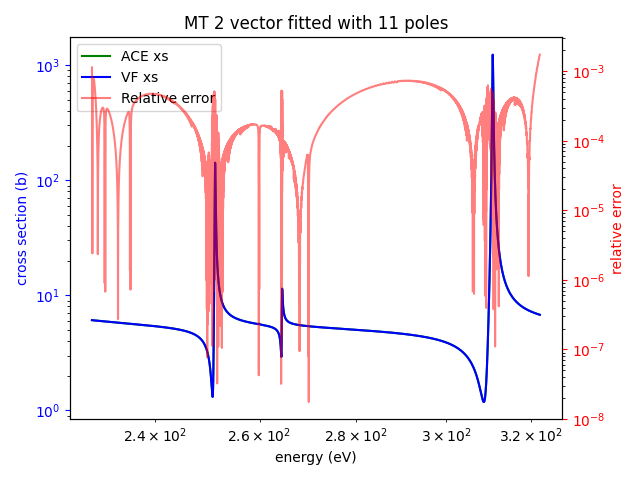 MT 2 vector fitted with 11 poles
ACE xs
VF xs
Relative error
cross section (b)
10³
10²
10¹
10⁰
relative error
10⁻³
10⁻⁴
10⁻⁵
10⁻⁶
10⁻⁷
10⁻⁸
2.4 × 10² 2.6 × 10² 2.8 × 10² 3 × 10² 3.2 × 10²
energy (eV)